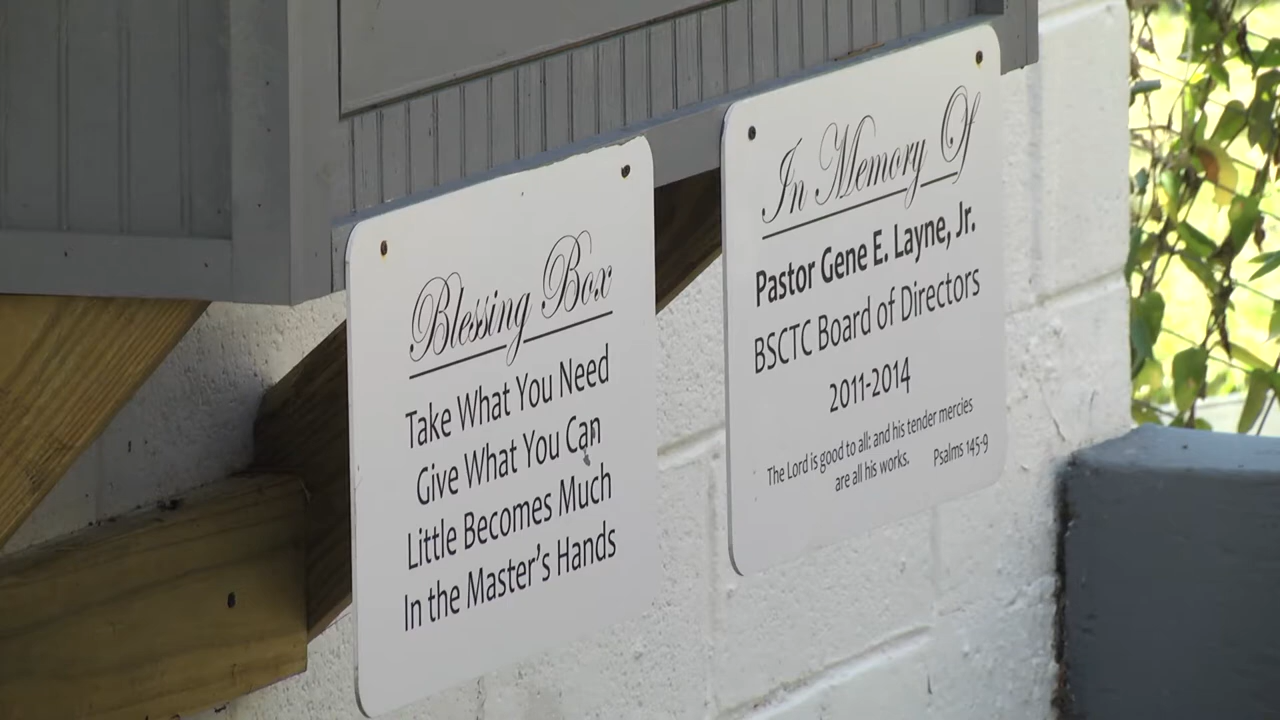 Blessing Box
Take What You Need
Give What You Can
Little Becomes Much
In the Master's Hands
In Memory Of
Pastor Gene E. Layne, Jr.
BSCTC Board of Directors
2011-2014
The Lord is good to all: and his tender mercies
are all his works. Psalms 145-9